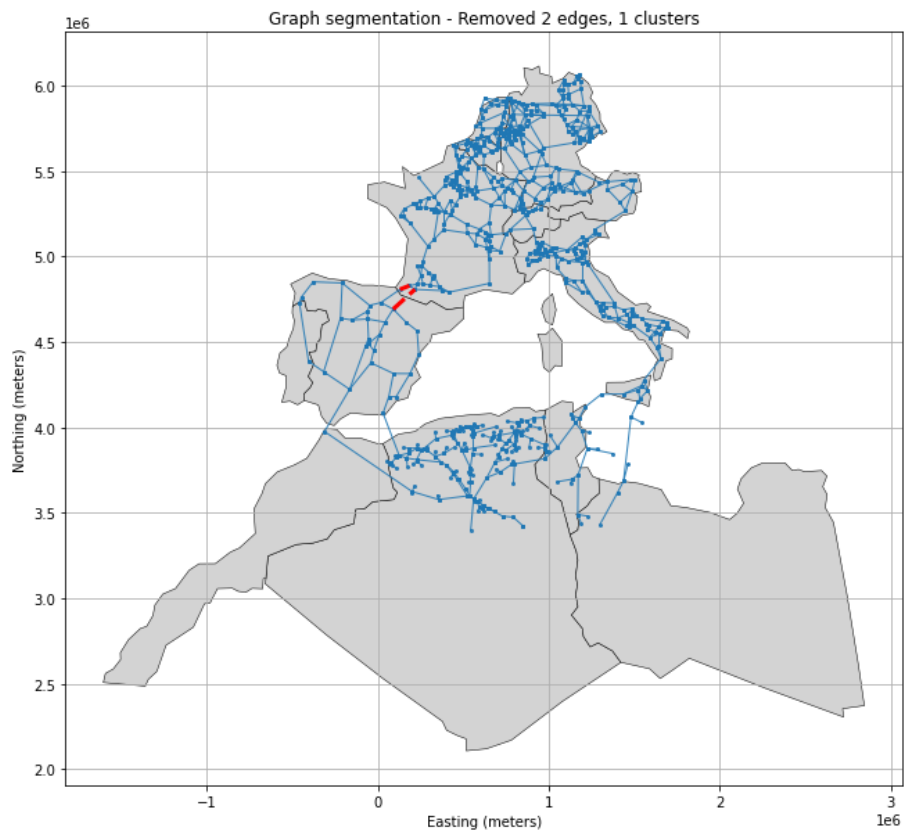 Graph segmentation - Removed 2 edges, 1 clusters
1e6
6.0
5.5
5.0
4.5
4.0
3.5
3.0
2.5
2.0
Northing (meters)
−1
0
1
2
3
1e6
Easting (meters)